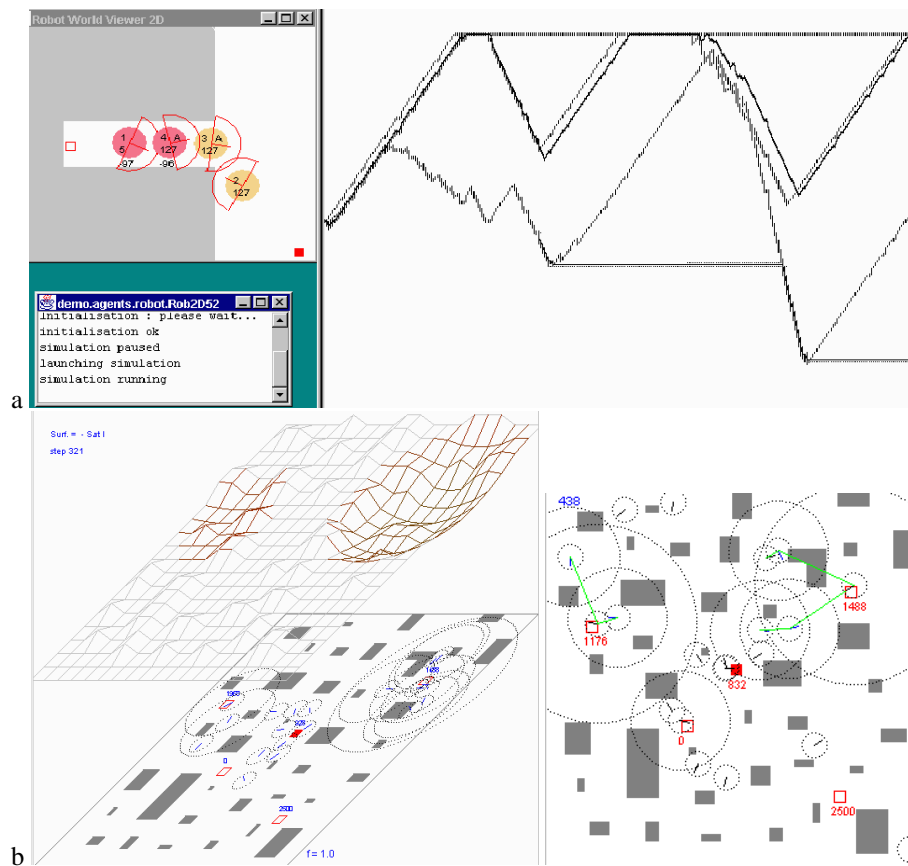 Robot World Viewer 2D
1
5
-97
4 A
127
-96
3 A
127
2
127
demo.agents.robot.Rob2D52
Initialisation : please wait...
initialisation ok
simulation paused
launching simulation
simulation running
a
Surf. = - Sat I
step 321
0
2500
f = 1.0
b
438
1488
1176
832
0
2500